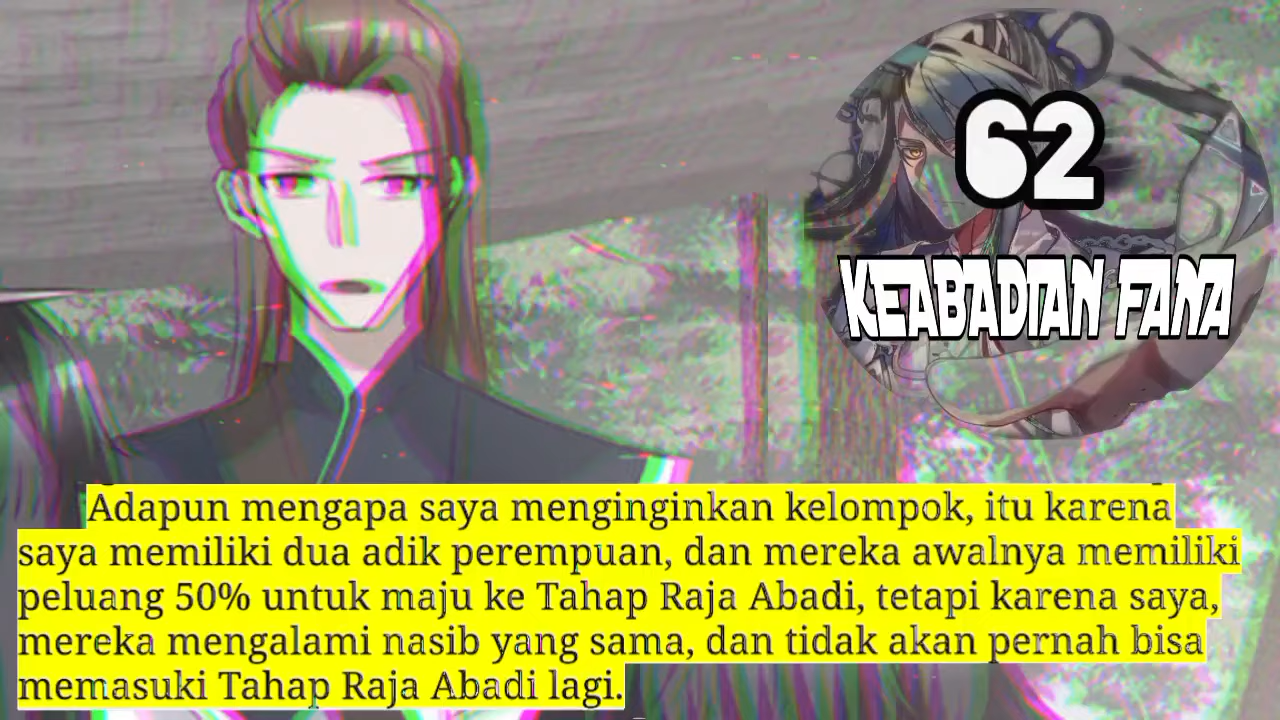 62
KEABADIAN FANA
Adapun mengapa saya menginginkan kelompok, itu karena
saya memiliki dua adik perempuan, dan mereka awalnya memiliki
peluang 50% untuk maju ke Tahap Raja Abadi, tetapi karena saya,
mereka mengalami nasib yang sama, dan tidak akan pernah bisa
memasuki Tahap Raja Abadi lagi.